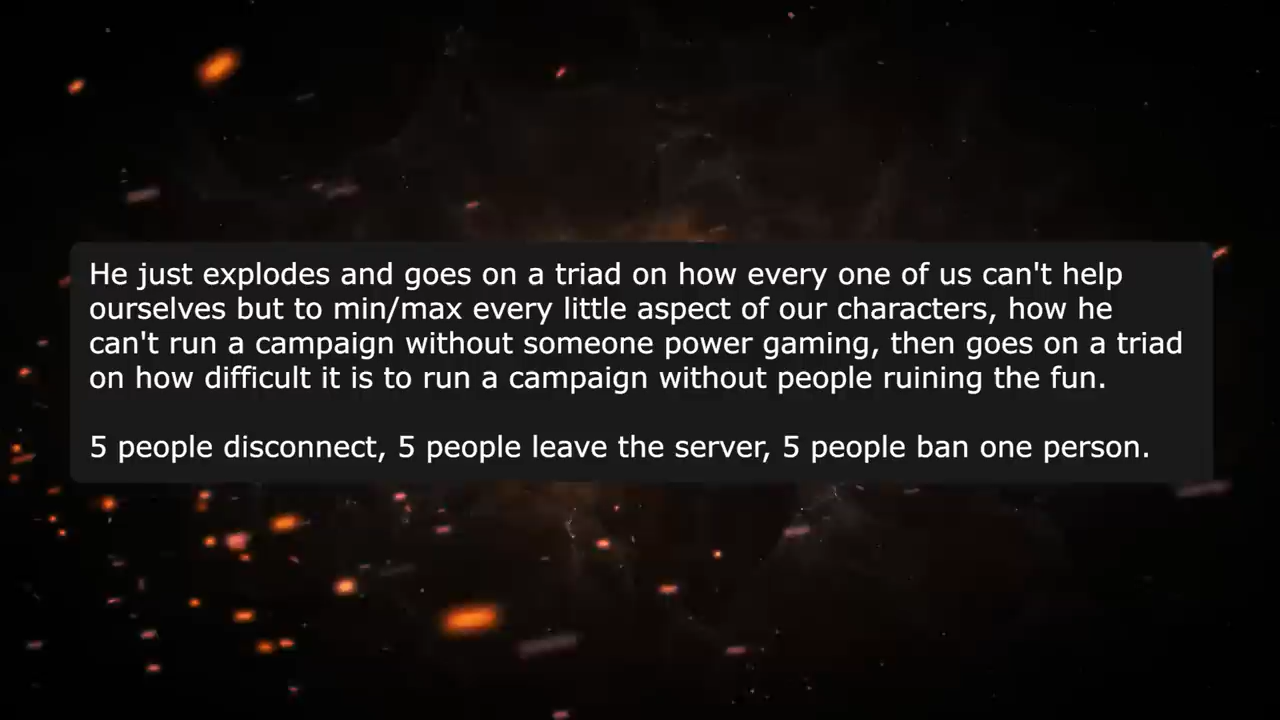 He just explodes and goes on a triad on how every one of us can't help
ourselves but to min/max every little aspect of our characters, how he
can't run a campaign without someone power gaming, then goes on a triad
on how difficult it is to run a campaign without people ruining the fun.
5 people disconnect, 5 people leave the server, 5 people ban one person.